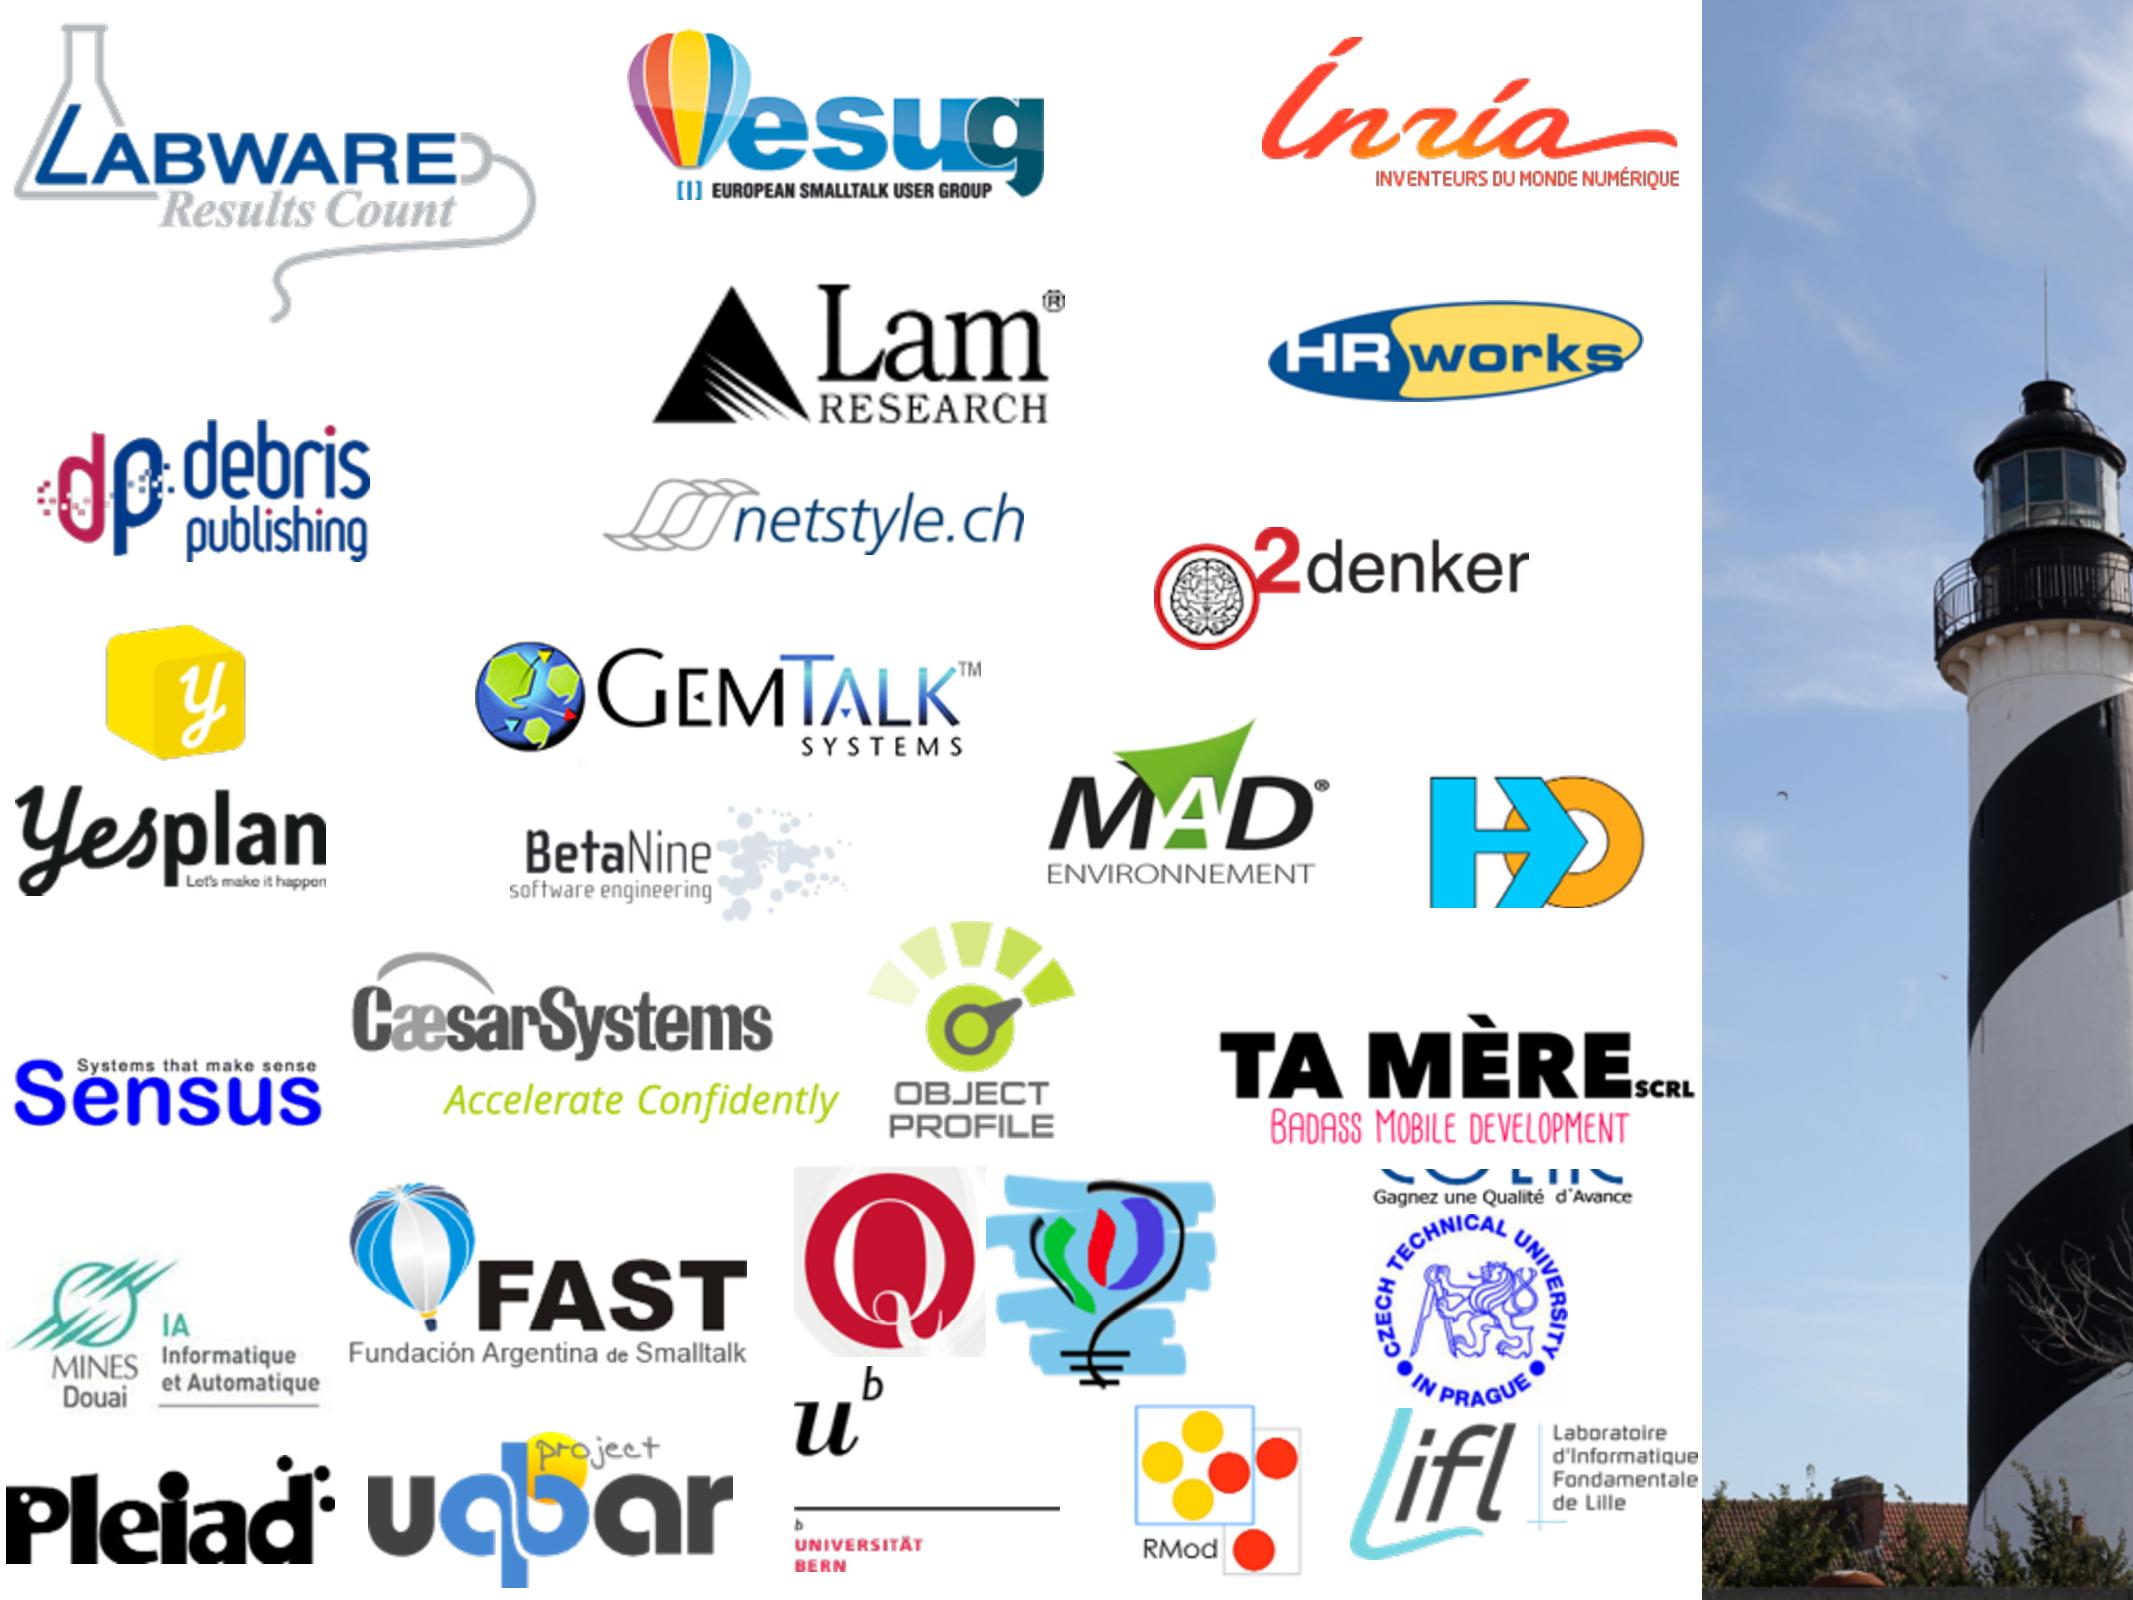 LABWARE
Results Count
esug
[|] EUROPEAN SMALLTALK USER GROUP
Inría
INVENTEURS DU MONDE NUMÉRIQUE
Lam®
RESEARCH
HRworks
dp debris
publishing
netstyle.ch
2denker
y
Yesplan
Let's make it happen
GEMTALK™
SYSTEMS
BetaNine
software engineering
MAD®
ENVIRONNEMENT
HO
CæsarSystems
Accelerate Confidently
OBJECT
PROFILE
Systems that make sense
Sensus
TA MÈRE SCRL
BADASS MOBILE DEVELOPMENT
Gagnez une Qualité d'Avance
MINES
Douai
IA
Informatique
et Automatique
FAST
Fundación Argentina de Smalltalk
Q
CZECH TECHNICAL UNIVERSITY
IN PRAGUE
u b
b
UNIVERSITÄT
BERN
Pleiad
project
uqbar
RMod
Lifl
Laboratoire
d'Informatique
Fondamentale
de Lille